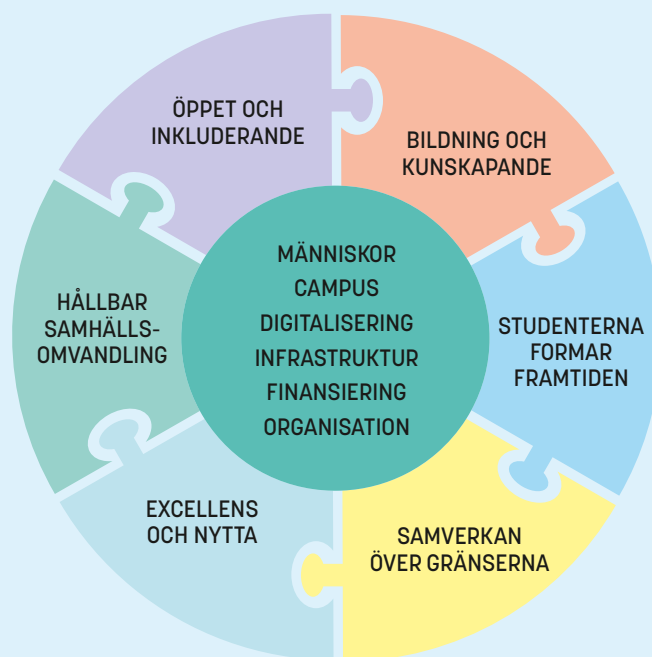 ÖPPET OCH
INKLUDERANDE
BILDNING OCH
KUNSKAPANDE
MÄNNISKOR
CAMPUS
DIGITALISERING
INFRASTRUKTUR
FINANSIERING
ORGANISATION
HÅLLBAR
SAMHÄLLS-
OMVANDLING
STUDENTERNA
FORMAR
FRAMTIDEN
EXCELLENS
OCH NYTTA
SAMVERKAN
ÖVER GRÄNSERNA